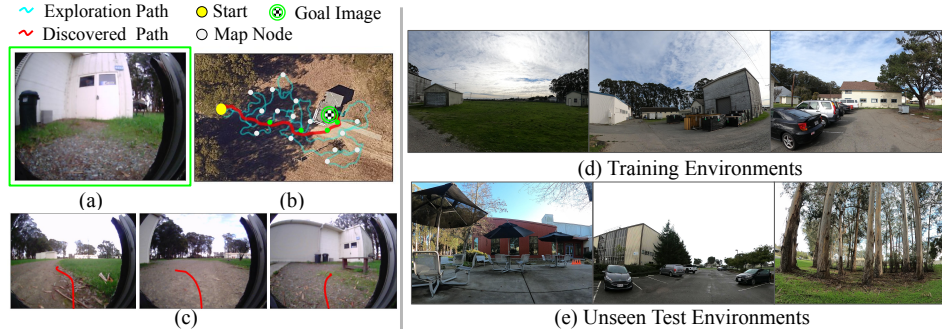 Exploration Path
Start
Goal Image
Discovered Path
Map Node
(a)
(b)
(c)
(d) Training Environments
(e) Unseen Test Environments